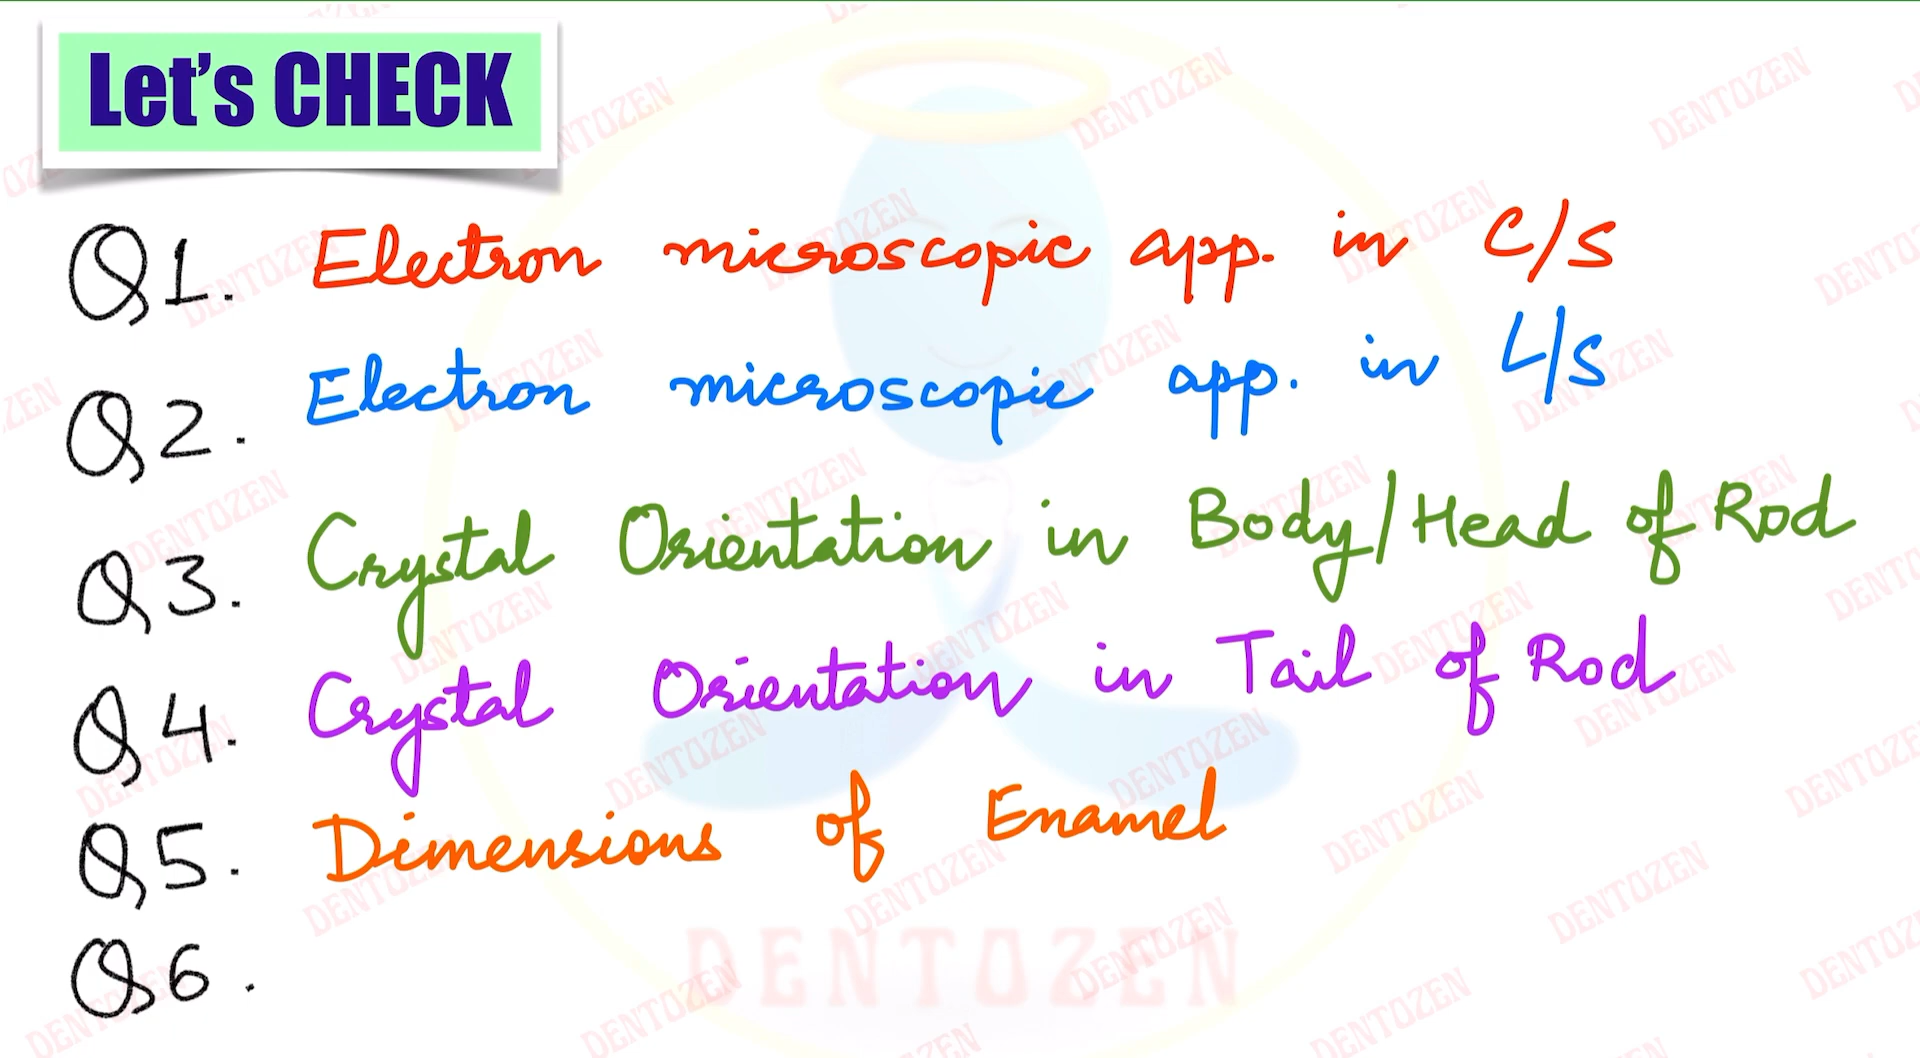 Let's CHECK
Q1. Electron microscopic app. in C/S
Q2. Electron microscopic app. in L/S
Q3. Crystal Orientation in Body/Head of Rod
Q4. Crystal Orientation in Tail of Rod
Q5. Dimensions of Enamel
Q6.
DENTOZEN